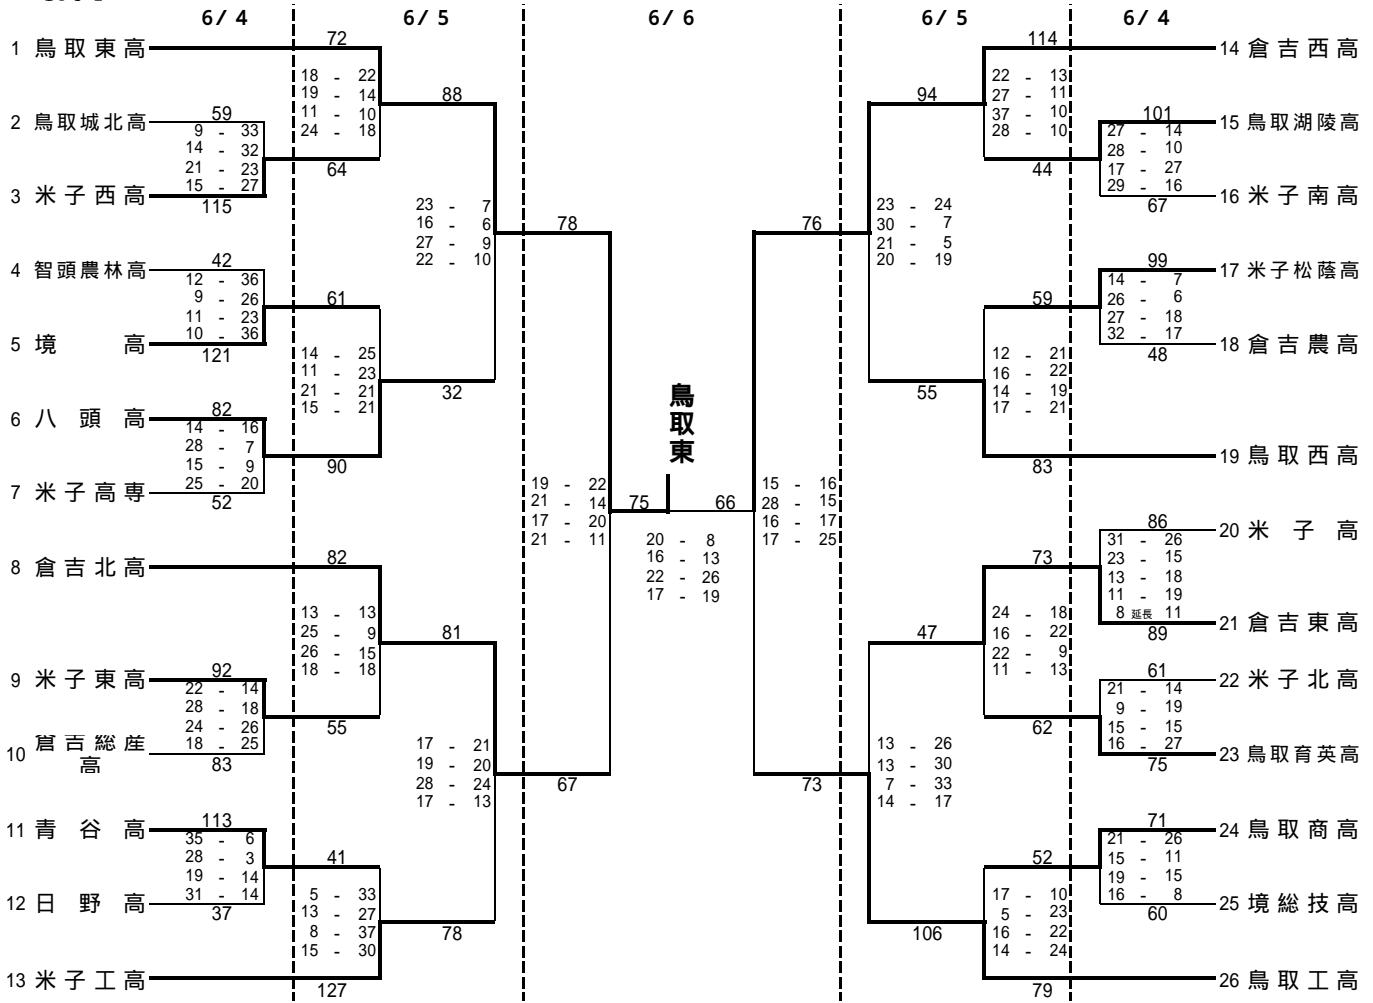 6/4 6/5 6/6 6/5 6/4
1 鳥取東高
72
18 - 22
19 - 14
11 - 10
24 - 18
88
2 鳥取城北高
59
9 - 33
14 - 32
21 - 23
15 - 27
64
3 米子西高
115
23 - 7
16 - 6
27 - 9
22 - 10
78
4 智頭農林高
42
12 - 36
9 - 26
11 - 23
10 - 36
61
5 境 高
121
14 - 25
11 - 23
21 - 21
15 - 21
32
6 八頭高
82
14 - 16
28 - 7
15 - 9
25 - 20
90
7 米子高専
52
19 - 22
21 - 14
17 - 20
21 - 11
8 倉吉北高
82
13 - 13
25 - 9
26 - 15
18 - 18
81
9 米子東高
92
22 - 14
28 - 18
24 - 26
18 - 25
55
10 倉吉総産高
83
17 - 21
19 - 20
28 - 24
17 - 13
67
11 青谷高
113
35 - 6
28 - 3
19 - 14
31 - 14
41
12 日野高
37
5 - 33
13 - 27
8 - 37
15 - 30
78
13 米子工高
127
鳥取東
75 66
20 - 8
16 - 13
22 - 26
17 - 19
14 倉吉西高
114
22 - 13
27 - 11
37 - 10
28 - 10
94
15 鳥取湖陵高
101
27 - 14
28 - 10
17 - 27
29 - 16
44
16 米子南高
67
23 - 24
30 - 7
21 - 5
20 - 19
76
17 米子松蔭高
99
14 - 7
26 - 6
27 - 18
32 - 17
59
18 倉吉農高
48
12 - 21
16 - 22
14 - 19
17 - 21
55
19 鳥取西高
83
15 - 16
28 - 15
16 - 17
17 - 25
20 米子高
86
31 - 26
23 - 15
13 - 18
11 - 19
8 延長 11
73
21 倉吉東高
89
24 - 18
16 - 22
22 - 9
11 - 13
47
22 米子北高
61
21 - 14
9 - 19
15 - 15
16 - 27
62
23 鳥取育英高
75
13 - 26
13 - 30
7 - 33
14 - 17
73
24 鳥取商高
71
21 - 26
15 - 11
19 - 15
16 - 8
52
25 境総技高
60
17 - 10
5 - 23
16 - 22
14 - 24
106
26 鳥取工高
79